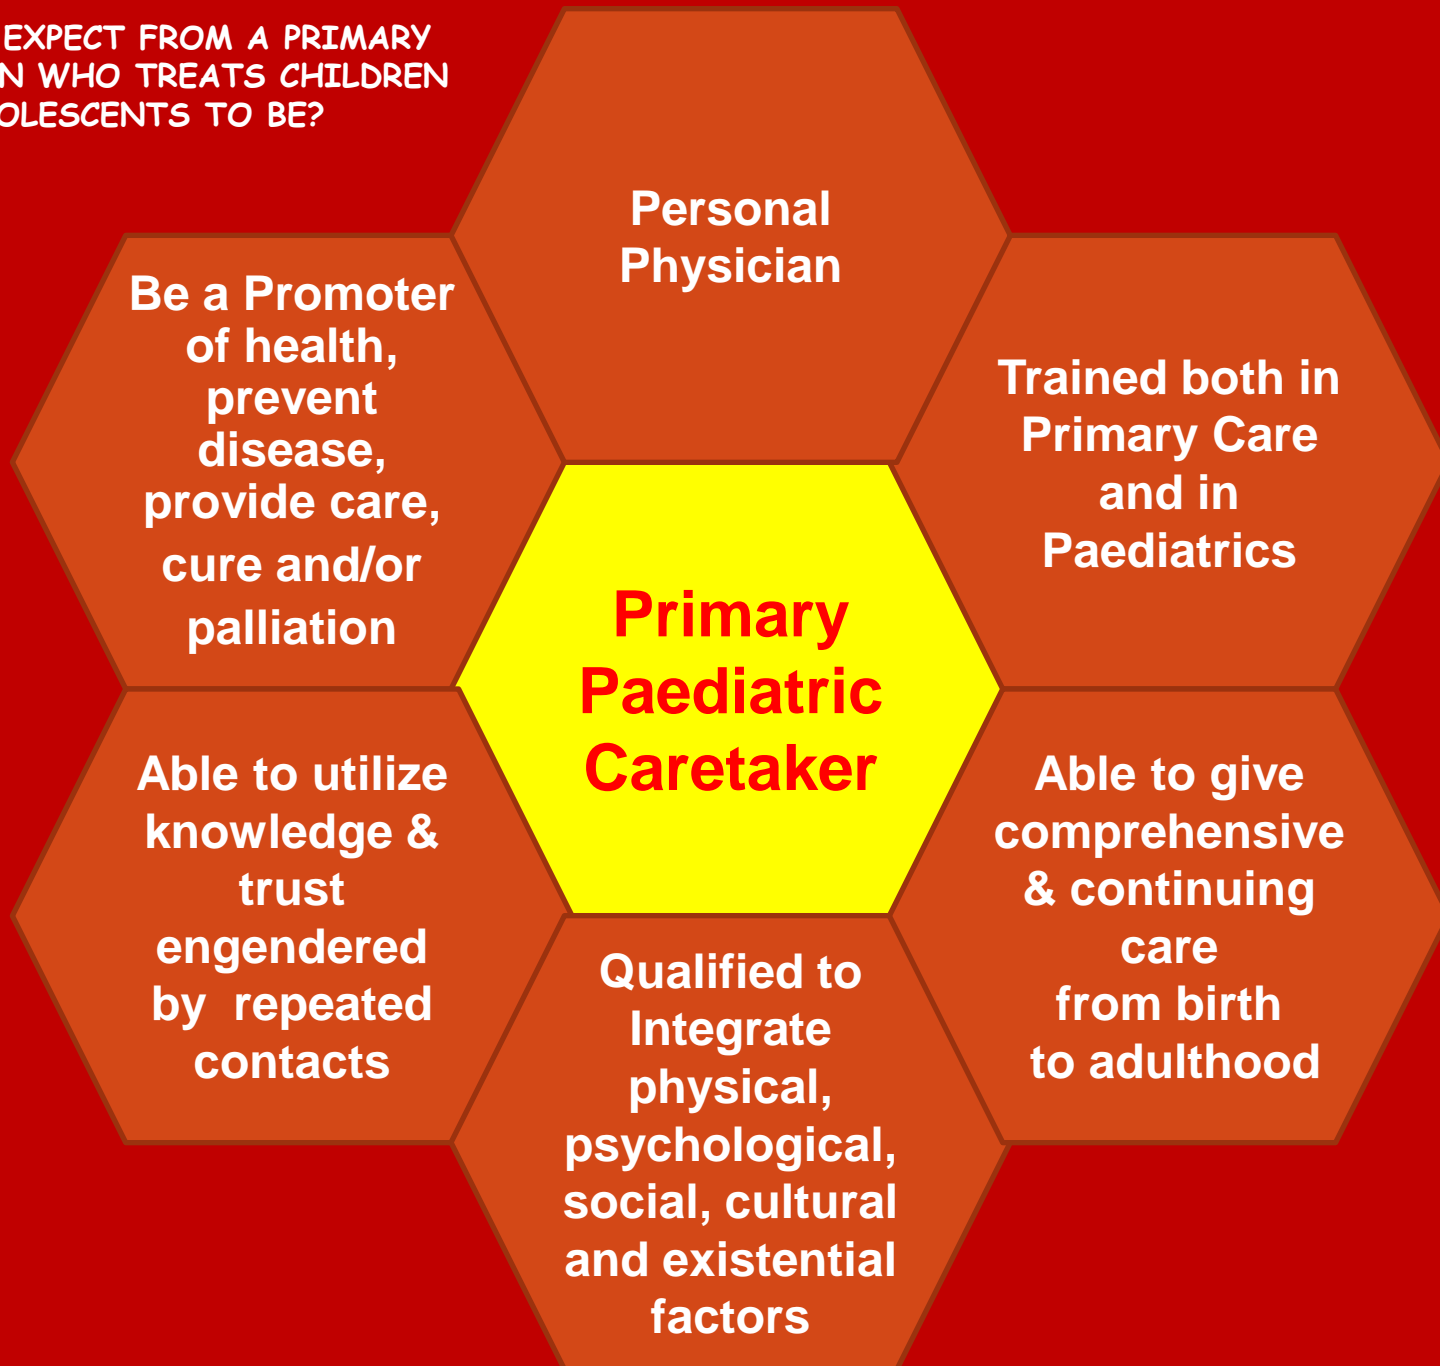 EXPECT FROM A PRIMARY
N WHO TREATS CHILDREN
OLESCENTS TO BE?
Personal
Physician
Be a Promoter
of health,
prevent
disease,
provide care,
cure and/or
palliation
Trained both in
Primary Care
and in
Paediatrics
Primary
Paediatric
Caretaker
Able to utilize
knowledge &
trust
engendered
by repeated
contacts
Able to give
comprehensive
& continuing
care
from birth
to adulthood
Qualified to
Integrate
physical,
psychological,
social, cultural
and existential
factors